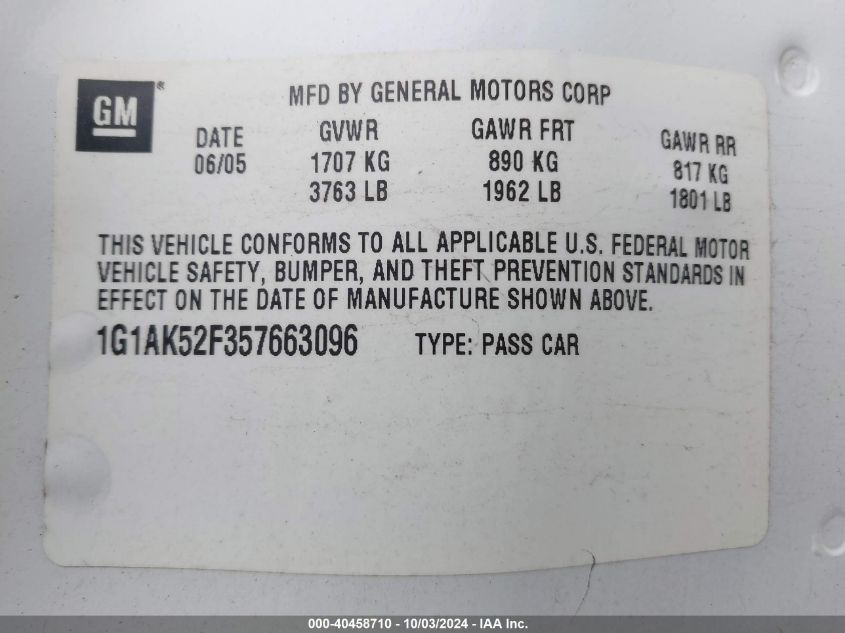 GM ®
MFD BY GENERAL MOTORS CORP
DATE GVWR GAWR FRT GAWR RR
06/05 1707 KG 890 KG 817 KG
3763 LB 1962 LB 1801 LB
THIS VEHICLE CONFORMS TO ALL APPLICABLE U.S. FEDERAL MOTOR
VEHICLE SAFETY, BUMPER, AND THEFT PREVENTION STANDARDS IN
EFFECT ON THE DATE OF MANUFACTURE SHOWN ABOVE.
1G1AK52F357663096 TYPE: PASS CAR
000-40458710 - 10/03/2024 - IAA Inc.